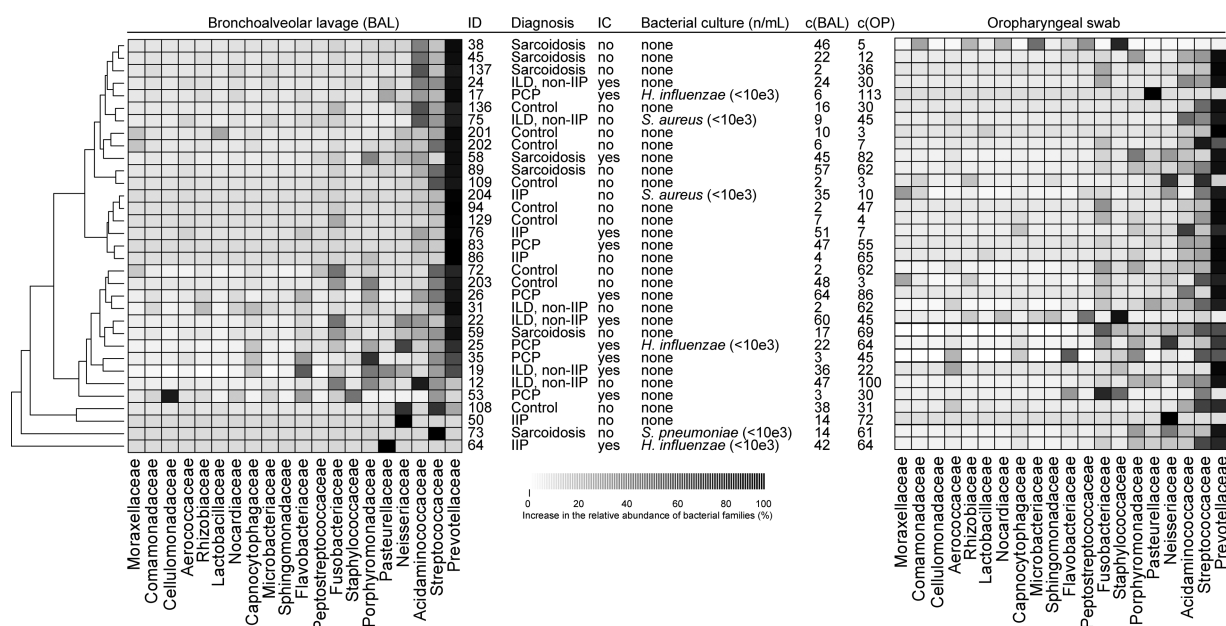 Bronchoalveolar lavage (BAL) ID Diagnosis IC Bacterial culture (n/mL) c(BAL) c(OP) Oropharyngeal swab
38 Sarcoidosis no none 46 5
45 Sarcoidosis no none 22 12
137 Sarcoidosis no none 2 36
24 ILD, non-IIP yes none 24 30
17 PCP yes H. influenzae (<10e3) 6 113
136 Control no none 16 30
75 ILD, non-IIP no S. aureus (<10e3) 9 45
201 Control no none 10 3
202 Control no none 6 7
58 Sarcoidosis yes none 45 82
89 Sarcoidosis no none 57 62
109 Control no none 2 3
204 IIP no S. aureus (<10e3) 35 10
94 Control no none 2 47
129 Control no none 7 4
76 IIP yes none 51 7
83 PCP yes none 47 55
86 IIP no none 4 65
72 Control no none 2 62
203 Control no none 48 3
26 PCP yes none 64 86
31 ILD, non-IIP no none 2 62
22 ILD, non-IIP yes none 60 45
59 Sarcoidosis no none 17 69
25 PCP yes H. influenzae (<10e3) 22 64
35 PCP yes none 3 45
19 ILD, non-IIP yes none 36 22
12 ILD, non-IIP no none 47 100
53 PCP yes none 3 30
108 Control no none 38 31
50 IIP no none 14 72
73 Sarcoidosis no S. pneumoniae (<10e3) 14 61
64 IIP yes H. influenzae (<10e3) 42 64
Moraxellaceae
Comamonadaceae
Cellulomonadaceae
Aeroccaceae
Rhizobiaceae
Lactobacillaceae
Nocardiaceae
Capnocytophagaceae
Microbacteriaceae
Sphingomonadaceae
Flavobacteriaceae
Peptostreptococcaceae
Fusobacteriaceae
Staphylococcaceae
Porphyromonadaceae
Pasteurellaceae
Neisseriaceae
Acidaminococcaceae
Streptococcaceae
Prevotellaceae
0 20 40 60 80 100
Increase in the relative abundance of bacterial families (%)
Moraxellaceae
Comamonadaceae
Cellulomonadaceae
Aeroccaceae
Rhizobiaceae
Lactobacillaceae
Nocardiaceae
Capnocytophagaceae
Microbacteriaceae
Sphingomonadaceae
Flavobacteriaceae
Peptostreptococcaceae
Fusobacteriaceae
Staphylococcaceae
Porphyromonadaceae
Pasteurellaceae
Neisseriaceae
Acidaminococcaceae
Streptococcaceae
Prevotellaceae